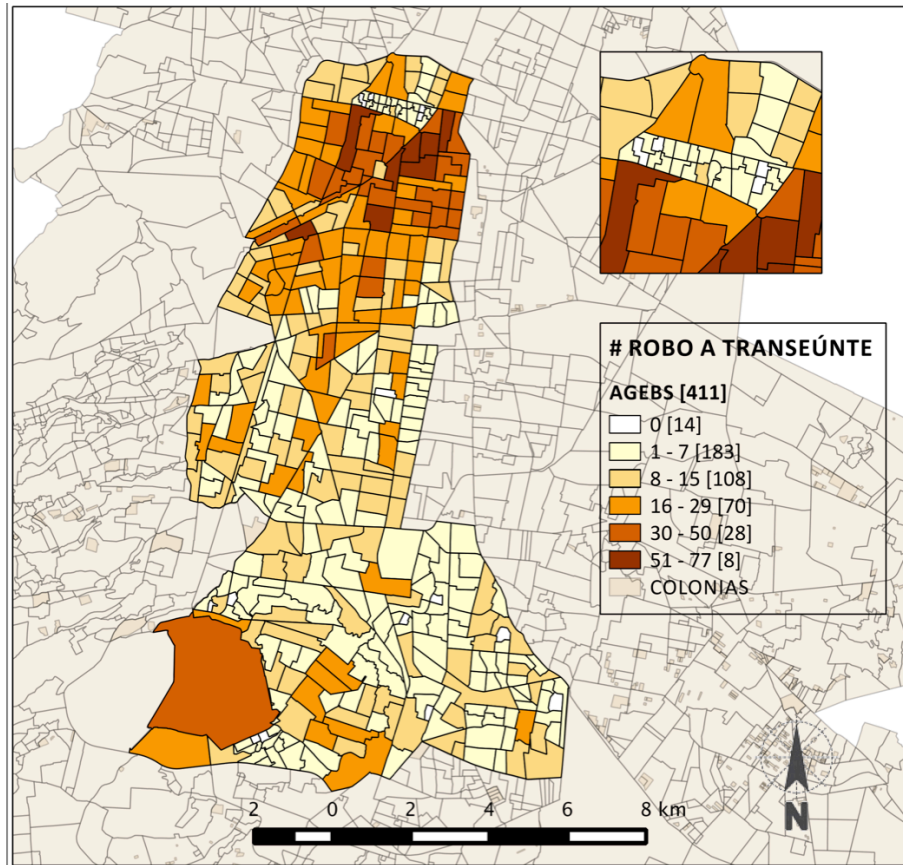 # ROBO A TRANSEÚNTE
AGEBS [411]
0 [14]
1 - 7 [183]
8 - 15 [108]
16 - 29 [70]
30 - 50 [28]
51 - 77 [8]
COLONIAS
N
2 0 2 4 6 8 km